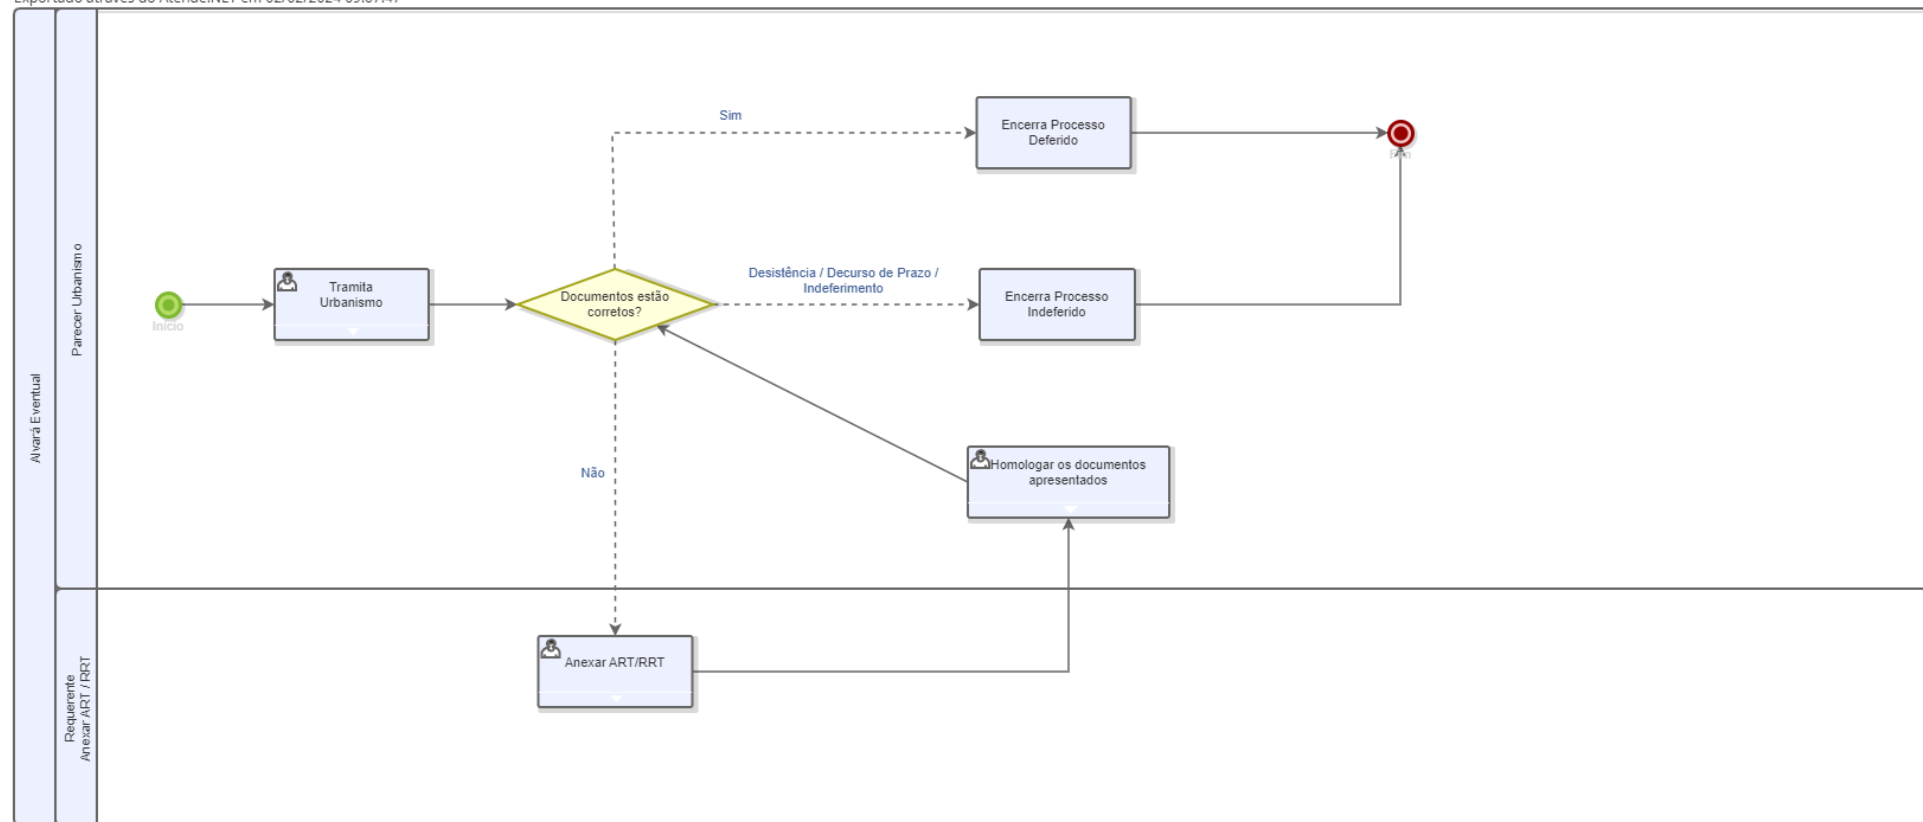 Alvará Eventual
Parecer Urbanismo
Requerente
Anexar ART / RRT
Início
Tramita
Urbanismo
Documentos estão
corretos?
Sim
Encerra Processo
Deferido
Fim
Desistência / Decurso de Prazo /
Indeferimento
Encerra Processo
Indeferido
Não
Homologar os documentos
apresentados
Anexar ART/RRT